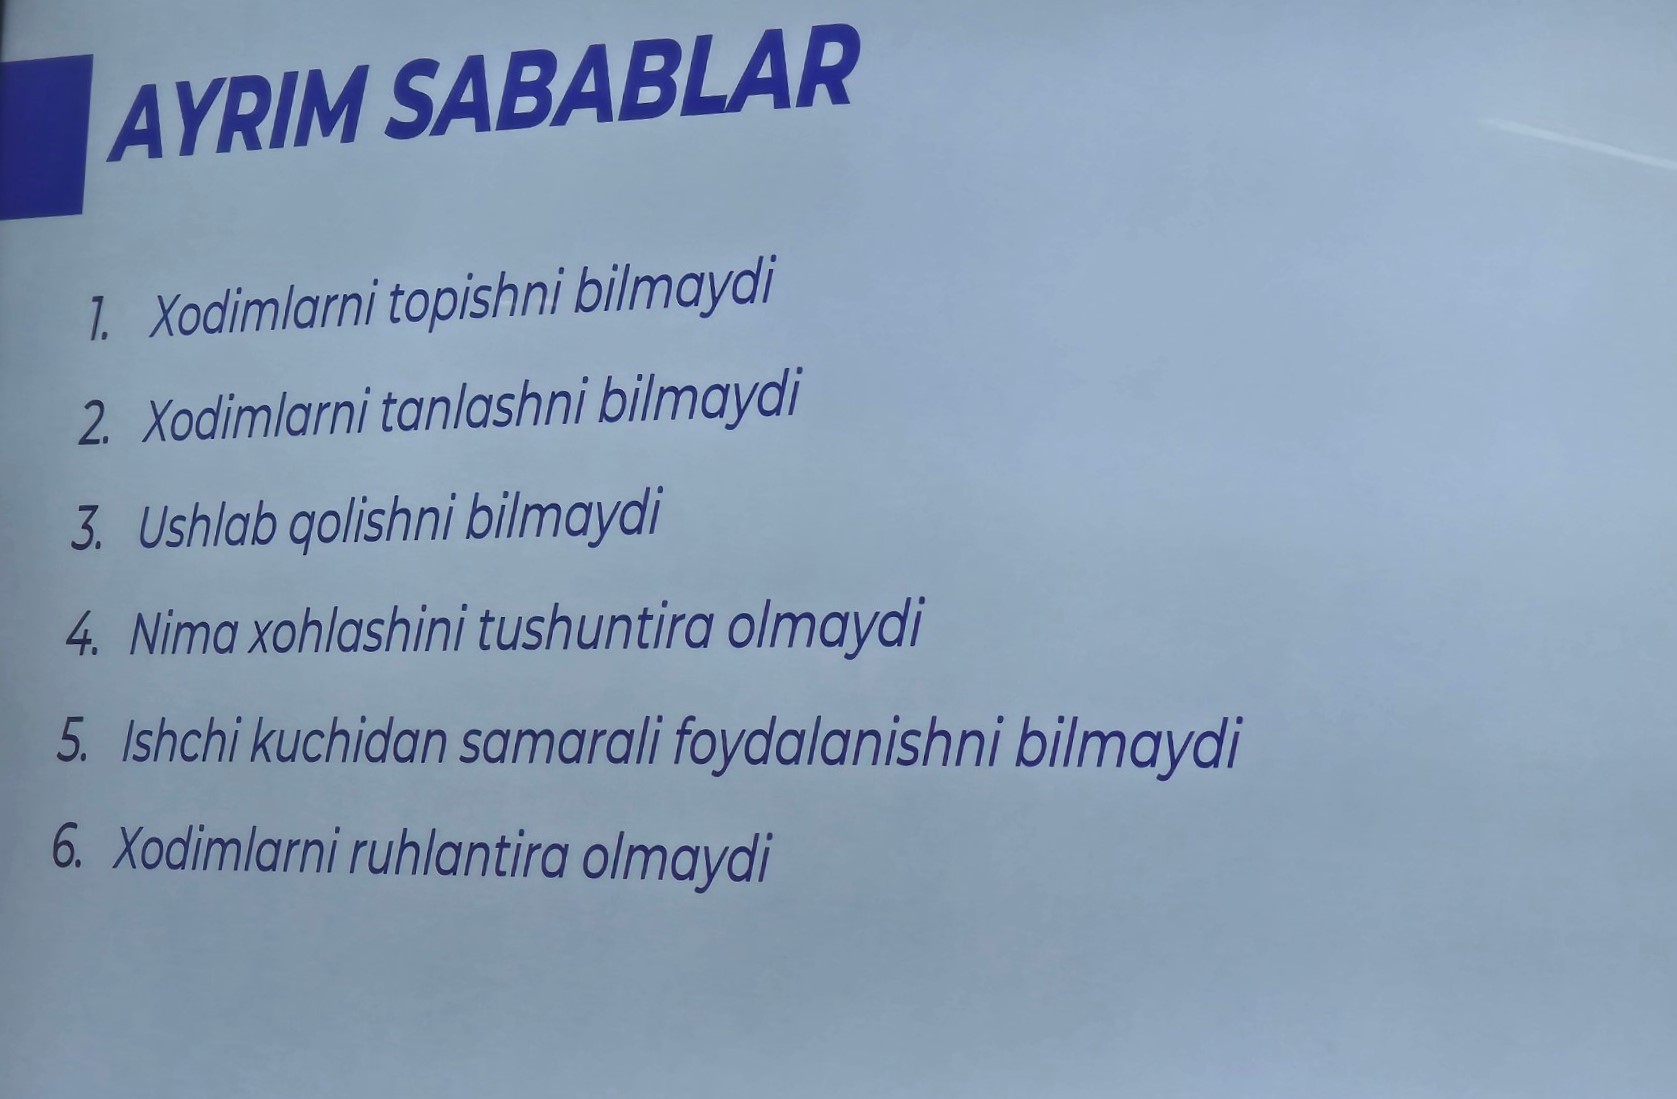 AYRIM SABABLAR
1. Xodimlarni topishni bilmaydi
2. Xodimlarni tanlashni bilmaydi
3. Ushlab qolishni bilmaydi
4. Nima xohlashini tushuntira olmaydi
5. Ishchi kuchidan samarali foydalanishni bilmaydi
6. Xodimlarni ruhlantira olmaydi